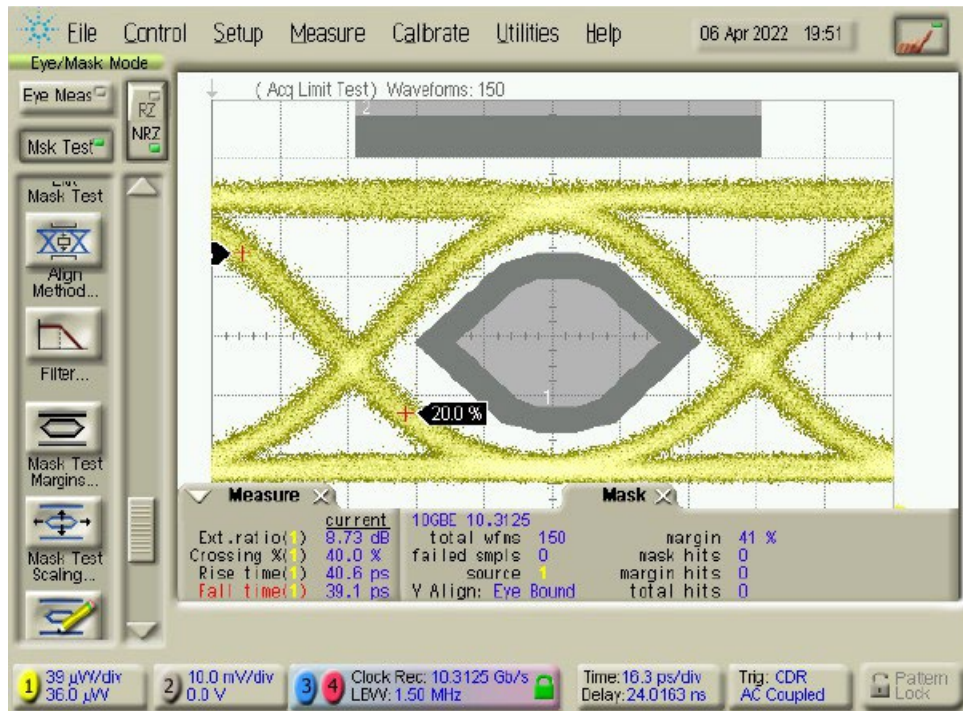 File Control Setup Measure Calibrate Utilities Help 06 Apr 2022 19:51
Eye/Mask Mode
Eye Meas
RZ
NRZ
Msk Test
(Acq Limit Test) Waveforms: 150
2
Mask Test
Align
Method...
Filter...
Mask Test
Margins...
Mask Test
Scaling...
1
20.0 %
Measure
Mask
current
Ext.ratio(1) 8.73 dB
Crossing %(1) 40.0 %
Rise time(1) 40.6 ps
Fall time(1) 39.1 ps
10GBE 10.3125
total wfms 150
failed smpls 0
source 1
Y Align: Eye Bound
margin 41 %
mask hits 0
margin hits 0
total hits 0
1 39 µW/div
36.0 µW
2 10.0 mV/div
0.0 V
3 4 Clock Rec: 10.3125 Gb/s
LBW: 1.50 MHz
Time:16.3 ps/div
Delay:24.0163 ns
Trig: CDR
AC Coupled
Pattern
Lock